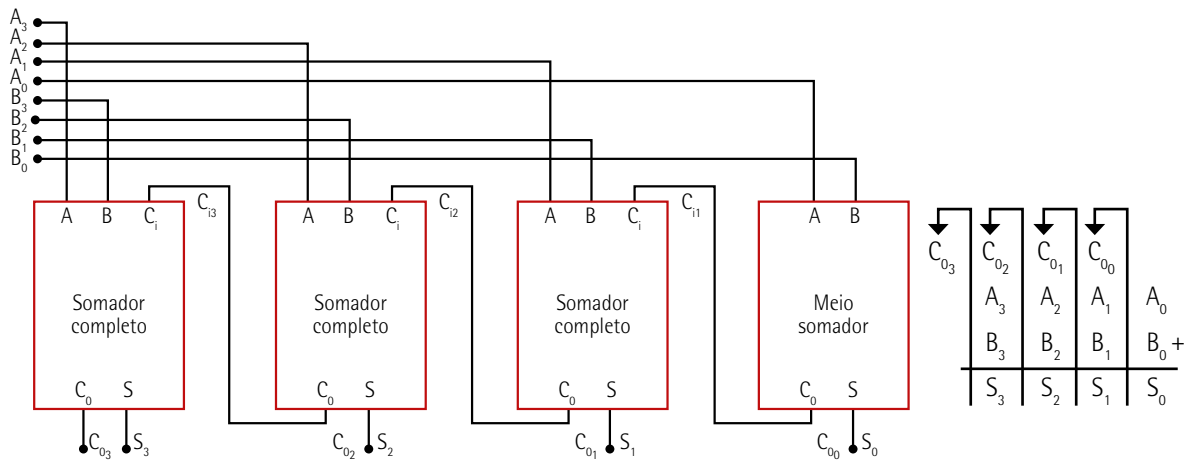 A₃
A₂
A₁
A₀
B₃
B₂
B₁
B₀
A B Cᵢ
Cᵢ₃
A B Cᵢ
Cᵢ₂
A B Cᵢ
Cᵢ₁
A B
Somador
completo
Somador
completo
Somador
completo
Meio
somador
C₀ S
C₀ S
C₀ S
C₀ S
C₀₃ S₃
C₀₂ S₂
C₀₁ S₁
C₀₀ S₀
C₀₃ C₀₂ C₀₁ C₀₀
A₃ A₂ A₁ A₀
B₃ B₂ B₁ B₀ +
S₃ S₂ S₁ S₀